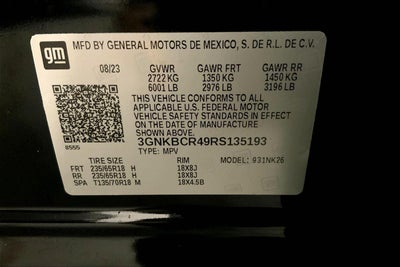 gm
MFD BY GENERAL MOTORS DE MEXICO, S. DE R.L. DE C.V.
08/23 GVWR GAWR FRT GAWR RR
2722 KG 1350 KG 1450 KG
6001 LB 2976 LB 3196 LB
THIS VEHICLE CONFORMS TO ALL
APPLICABLE U.S. FEDERAL MOTOR
VEHICLE SAFETY STANDARDS IN EFFECT
ON THE DATE OF MANUFACTURE
SHOWN ABOVE.
3GNKBCR49RS135193
8555 TYPE: MPV MODEL: 931NK26
TIRE SIZE RIM
FRT 235/65R18 H 18X8J
RR 235/65R18 H 18X8J
SPA T135/70R18 M 18X4.5B